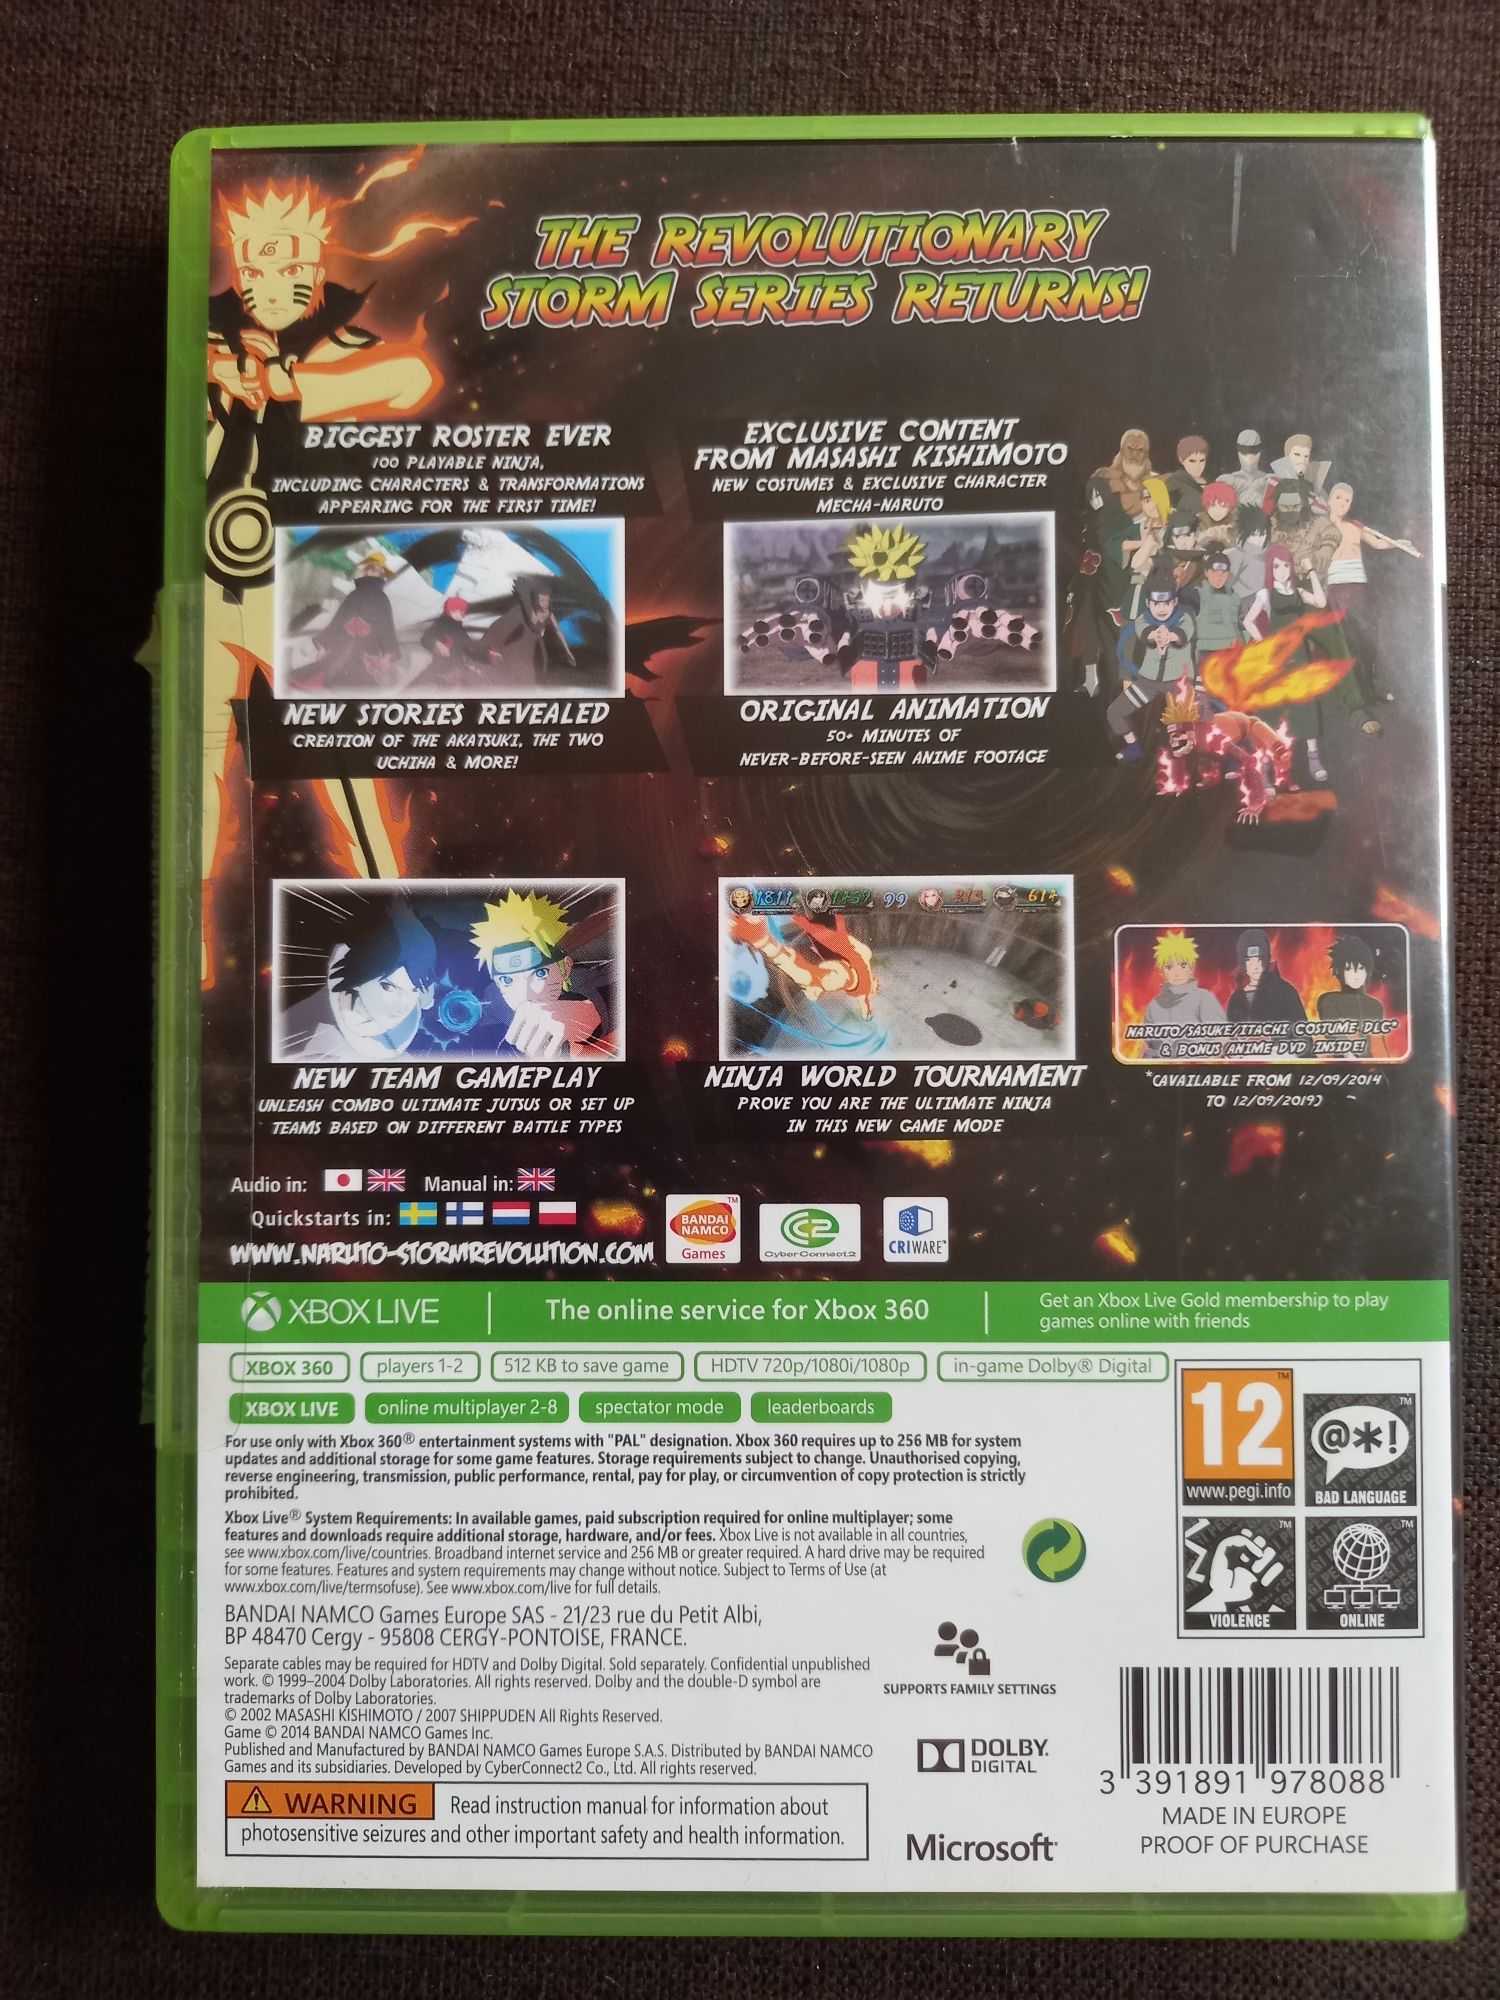 THE REVOLUTIONARY
STORM SERIES RETURNS!
BIGGEST ROSTER EVER
100 PLAYABLE NINJA,
INCLUDING CHARACTERS & TRANSFORMATIONS
APPEARING FOR THE FIRST TIME!
EXCLUSIVE CONTENT
FROM MASASHI KISHIMOTO
NEW COSTUMES & EXCLUSIVE CHARACTER
MECHA-NARUTO
NEW STORIES REVEALED
CREATION OF THE AKATSUKI, THE TWO
UCHIHA & MORE!
ORIGINAL ANIMATION
50+ MINUTES OF
NEVER-BEFORE-SEEN ANIME FOOTAGE
1811 1759 99 213 614
NEW TEAM GAMEPLAY
UNLEASH COMBO ULTIMATE JUTSUS OR SET UP
TEAMS BASED ON DIFFERENT BATTLE TYPES
NINJA WORLD TOURNAMENT
PROVE YOU ARE THE ULTIMATE NINJA
IN THIS NEW GAME MODE
NARUTO/SASUKE/ITACHI COSTUME DLC*
& BONUS ANIME DVD INSIDE!
*(AVAILABLE FROM 12/09/2014
TO 12/09/2019)
Audio in: Manual in:
Quickstarts in:
WWW.NARUTO-STORMREVOLUTION.COM
BANDAI
NAMCO
Games
TM
CyberConnect2
CRIWARE™
XBOX LIVE
The online service for Xbox 360
Get an Xbox Live Gold membership to play
games online with friends
XBOX 360 players 1-2 512 KB to save game HDTV 720p/1080i/1080p in-game Dolby® Digital
XBOX LIVE online multiplayer 2-8 spectator mode leaderboards
For use only with Xbox 360® entertainment systems with "PAL" designation. Xbox 360 requires up to 256 MB for system
updates and additional storage for some game features. Storage requirements subject to change. Unauthorised copying,
reverse engineering, transmission, public performance, rental, pay for play, or circumvention of copy protection is strictly
prohibited.
Xbox Live® System Requirements: In available games, paid subscription required for online multiplayer; some
features and downloads require additional storage, hardware, and/or fees. Xbox Live is not available in all countries,
see www.xbox.com/live/countries. Broadband internet service and 256 MB or greater required. A hard drive may be required
for some features. Features and system requirements may change without notice. Subject to Terms of Use (at
www.xbox.com/live/termsofuse). See www.xbox.com/live for full details.
BANDAI NAMCO Games Europe SAS - 21/23 rue du Petit Albi,
BP 48470 Cergy - 95808 CERGY-PONTOISE, FRANCE.
Separate cables may be required for HDTV and Dolby Digital. Sold separately. Confidential unpublished
work. © 1999–2004 Dolby Laboratories. All rights reserved. Dolby and the double-D symbol are
trademarks of Dolby Laboratories.
© 2002 MASASHI KISHIMOTO / 2007 SHIPPUDEN All Rights Reserved.
Game © 2014 BANDAI NAMCO Games Inc.
Published and Manufactured by BANDAI NAMCO Games Europe S.A.S. Distributed by BANDAI NAMCO
Games and its subsidiaries. Developed by CyberConnect2 Co., Ltd. All rights reserved.
WARNING Read instruction manual for information about
photosensitive seizures and other important safety and health information.
12
TM
www.pegi.info
@*!
TM
BAD LANGUAGE
TM
VIOLENCE
TM
ONLINE
SUPPORTS FAMILY SETTINGS
DOLBY.
DIGITAL
Microsoft
3 391891 978088
MADE IN EUROPE
PROOF OF PURCHASE